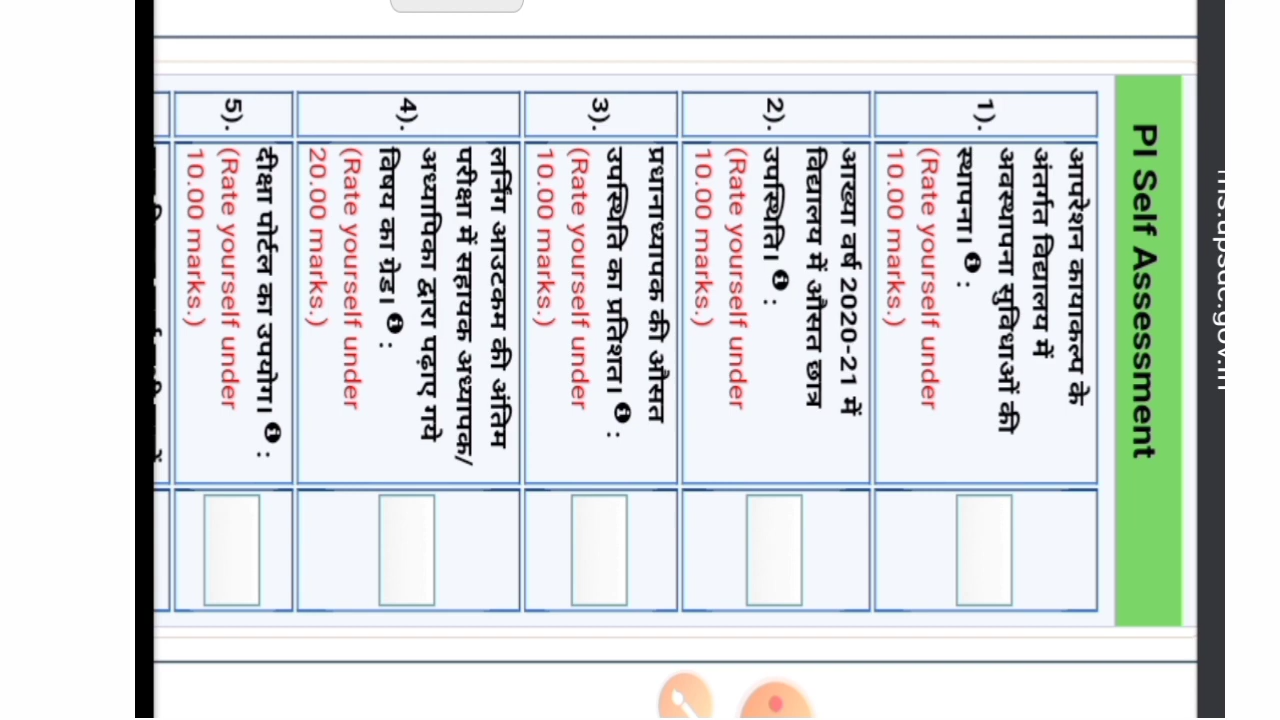 PI Self Assessment
1).
आपरेशन कायाकल्प के
अंतर्गत विद्यालय में
अवस्थापना सुविधाओं की
स्थापना। :
(Rate yourself under
10.00 marks.)
2).
आख्या वर्ष 2020-21 में
विद्यालय में औसत छात्र
उपस्थिति। :
(Rate yourself under
10.00 marks.)
3).
प्रधानाध्यापक की औसत
उपस्थिति का प्रतिशत। :
(Rate yourself under
10.00 marks.)
4).
लर्निंग आउटकम की अंतिम
परीक्षा में सहायक अध्यापक/
अध्यापिका द्वारा पढ़ाए गये
विषय का ग्रेड। :
(Rate yourself under
20.00 marks.)
5).
दीक्षा पोर्टल का उपयोग। :
(Rate yourself under
10.00 marks.)